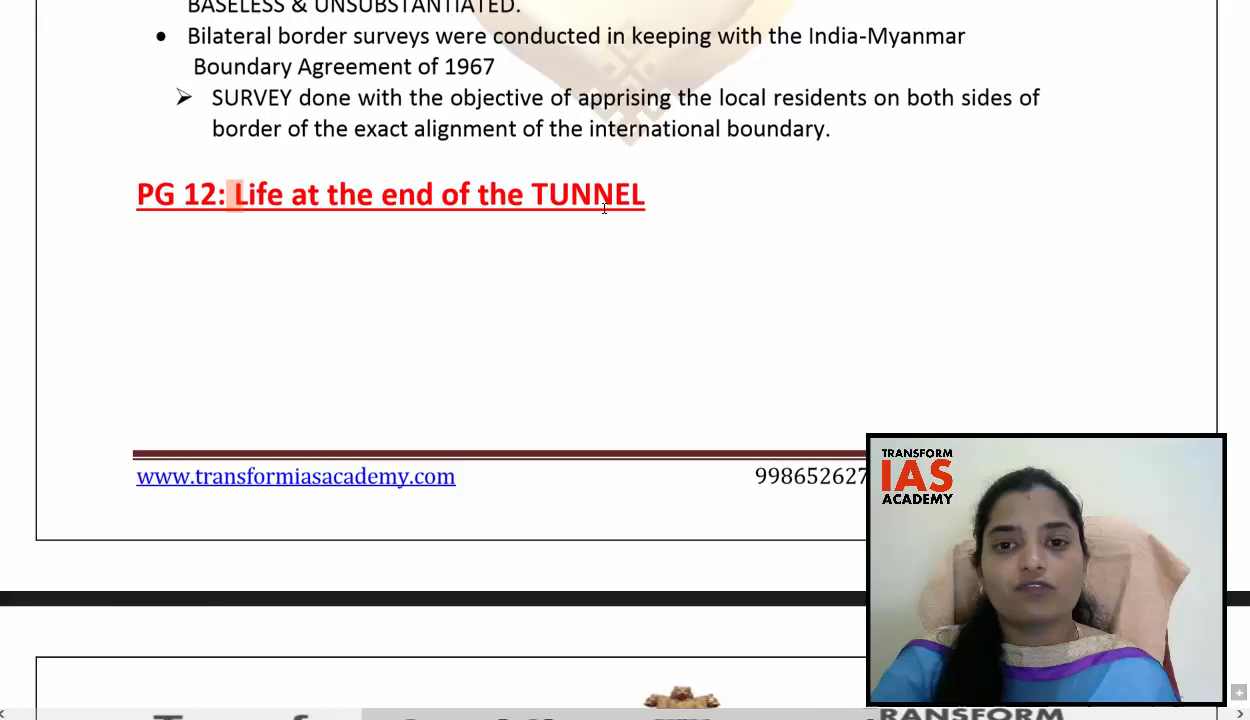 BASELESS & UNSUBSTANTIATED.
● Bilateral border surveys were conducted in keeping with the India-Myanmar
Boundary Agreement of 1967
➢ SURVEY done with the objective of apprising the local residents on both sides of
border of the exact alignment of the international boundary.
PG 12: Life at the end of the TUNNEL
www.transformiasacademy.com 998652627
TRANSFORM
IAS
ACADEMY
TRANSFORM